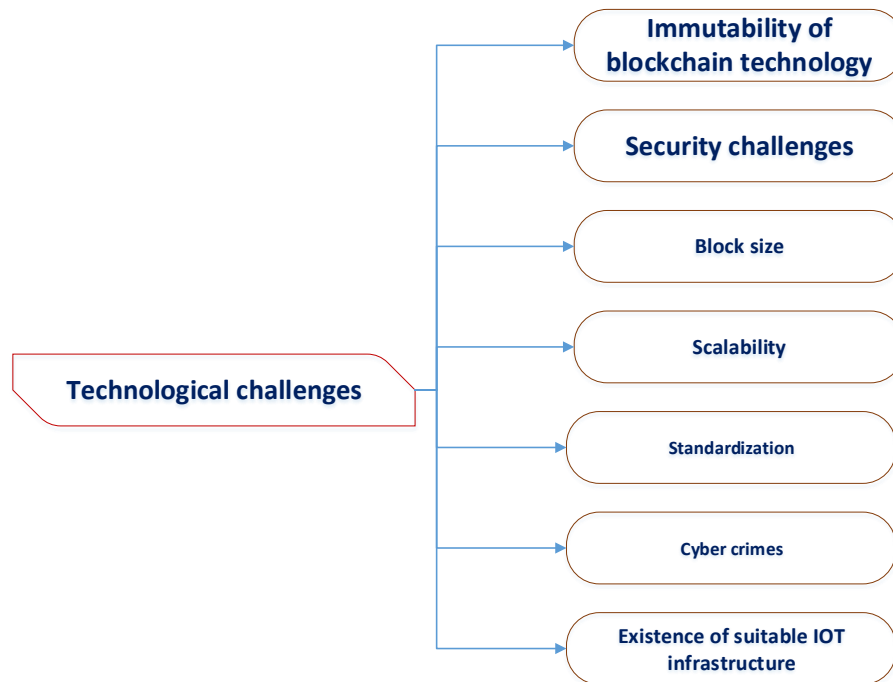 Immutability of
blockchain technology
Security challenges
Block size
Scalability
Technological challenges
Standardization
Cyber crimes
Existence of suitable IOT
infrastructure